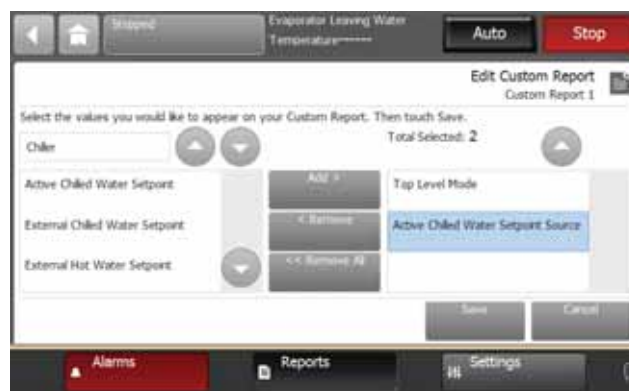 Stopped
Evaporator Leaving Water
Temperature------
Auto
Stop
Edit Custom Report
Custom Report 1
Select the values you would like to appear on your Custom Report. Then touch Save.
Total Selected: 2
Chiller
Active Chilled Water Setpoint
External Chilled Water Setpoint
External Hot Water Setpoint
Add >
< Remove
<< Remove All
Top Level Mode
Active Chilled Water Setpoint Source
Save
Cancel
Alarms
Reports
Settings